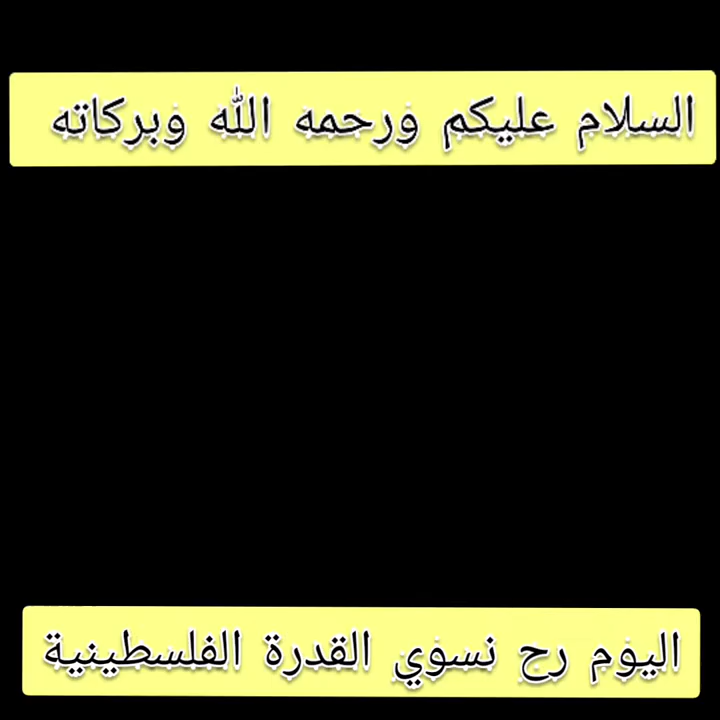 السلام عليكم ورحمه الله وبركاته
اليوم رح نسوي القدرة الفلسطينية